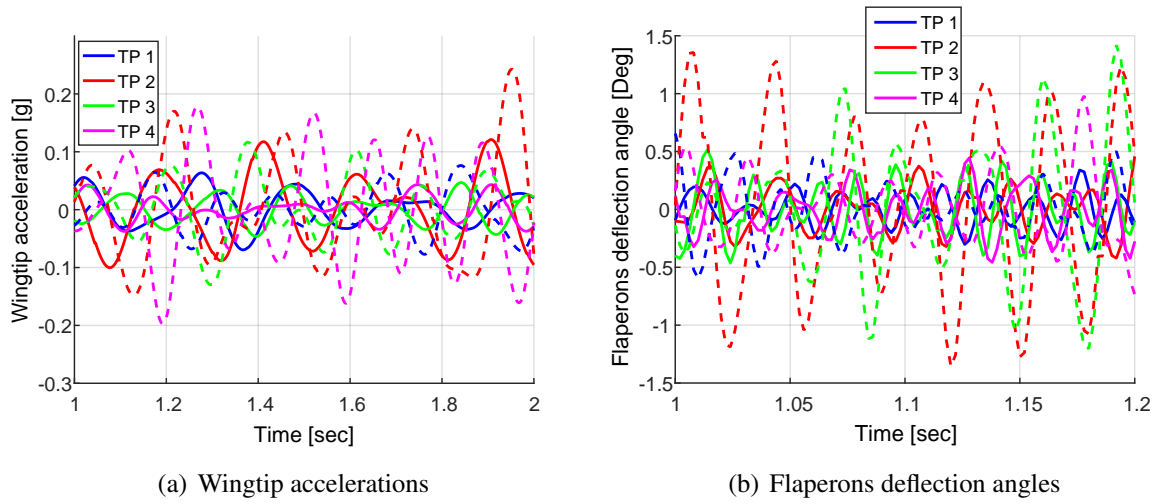 TP 1
TP 2
TP 3
TP 4
0.2
0.1
0
-0.1
-0.2
-0.3
Wingtip acceleration [g]
1
1.2
1.4
1.6
1.8
2
Time [sec]
(a) Wingtip accelerations
TP 1
TP 2
TP 3
TP 4
1.5
1
0.5
0
-0.5
-1
-1.5
Flaperons deflection angle [Deg]
1
1.05
1.1
1.15
1.2
Time [sec]
(b) Flaperons deflection angles